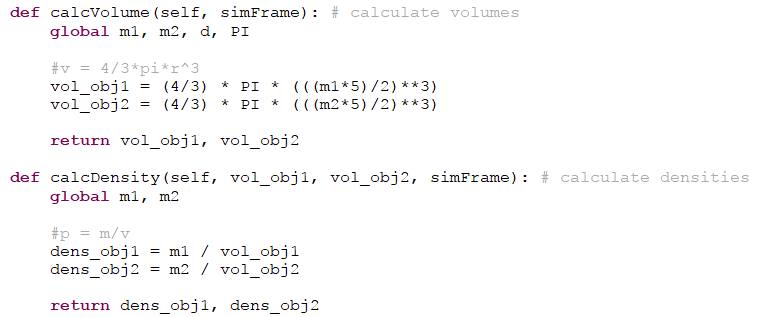 def calcVolume(self, simFrame): # calculate volumes
    global m1, m2, d, PI

    #v = 4/3*pi*r^3
    vol_obj1 = (4/3) * PI * (((m1*5)/2)**3)
    vol_obj2 = (4/3) * PI * (((m2*5)/2)**3)

    return vol_obj1, vol_obj2

def calcDensity(self, vol_obj1, vol_obj2, simFrame): # calculate densities
    global m1, m2

    #p = m/v
    dens_obj1 = m1 / vol_obj1
    dens_obj2 = m2 / vol_obj2

    return dens_obj1, dens_obj2